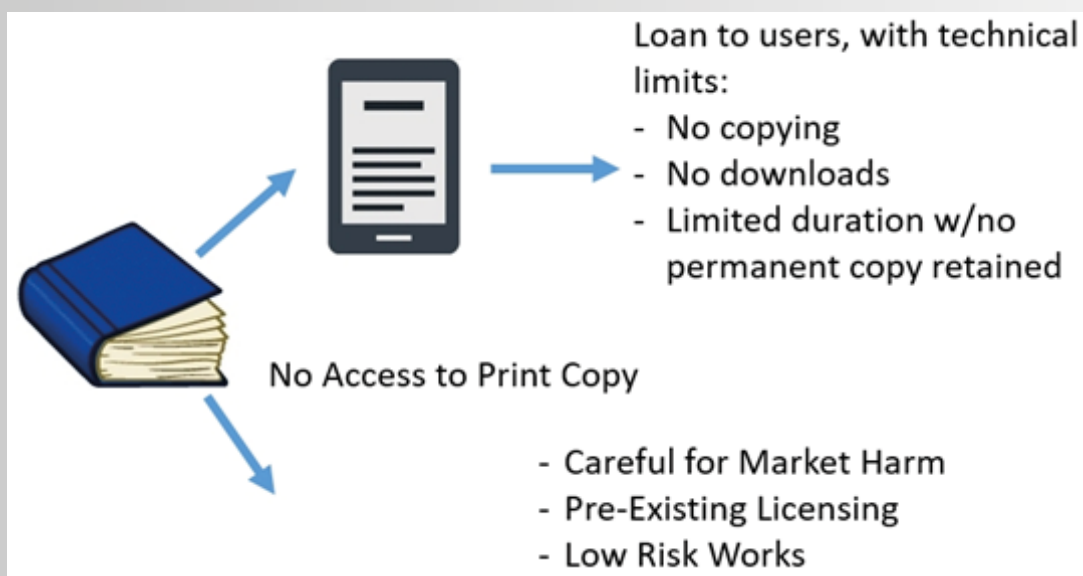 Loan to users, with technical
limits:
- No copying
- No downloads
- Limited duration w/no
permanent copy retained
No Access to Print Copy
- Careful for Market Harm
- Pre-Existing Licensing
- Low Risk Works